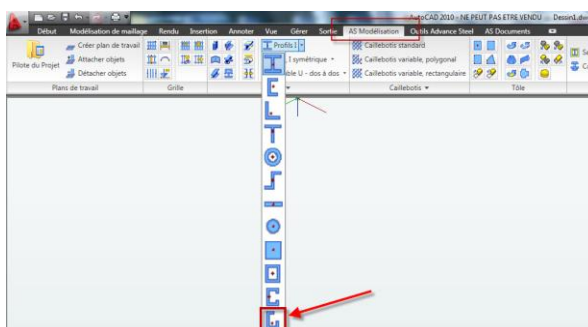 AutoCAD 2010 - NE PEUT PAS ETRE VENDU Dessin1.d
Début Modélisation de maillage Rendu Insertion Annoter Vue Gérer Sortie AS Modélisation Outils Advance Steel AS Documents
Pilote du Projet
Créer plan de travail
Attacher objets
Détacher objets
Profils I
I symétrique
ble U - dos à dos
Caillebotis standard
Caillebotis variable, polygonal
Caillebotis variable, rectangulaire
Plans de travail Grille Caillebotis Tôle